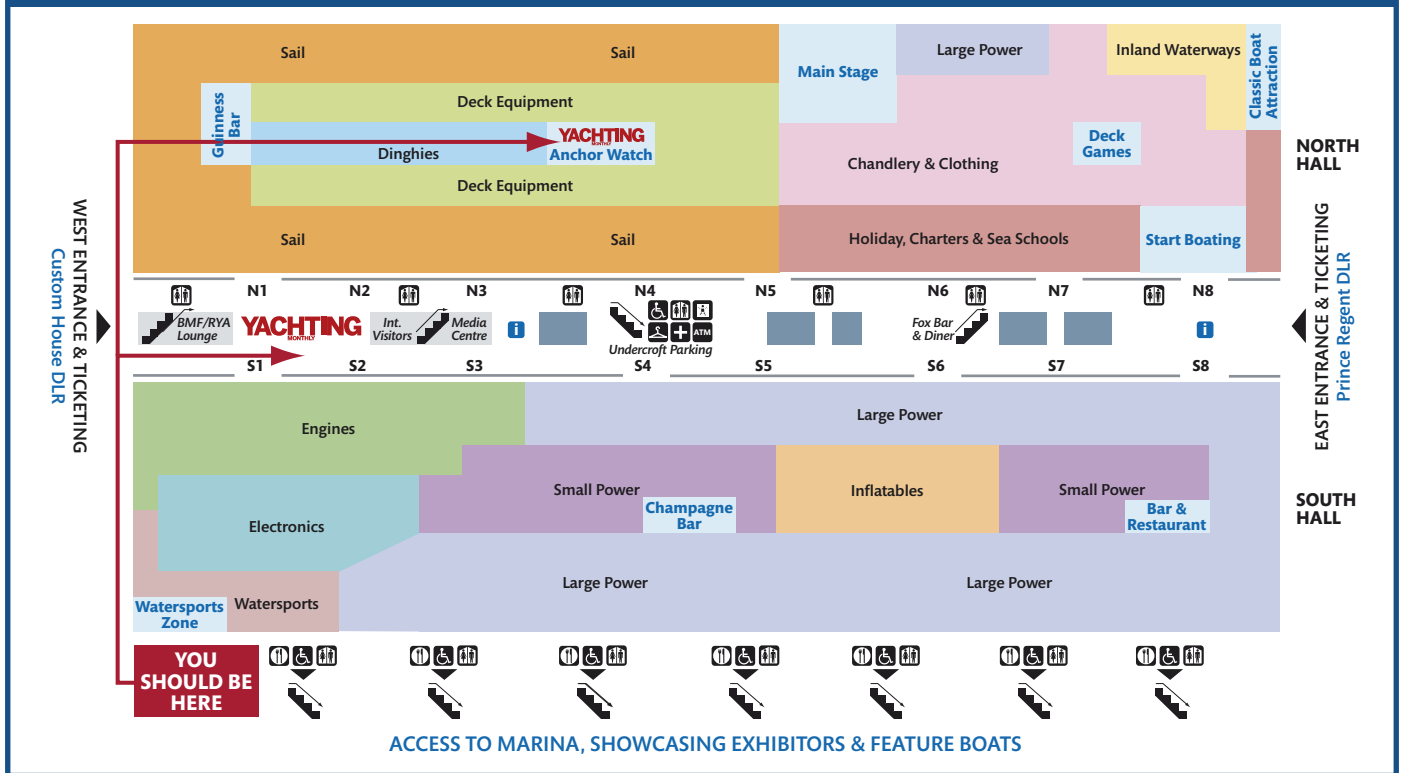 Sail
Sail
Main Stage
Large Power
Inland Waterways
Classic Boat
Attraction
Guinness
Bar
Deck Equipment
YACHTING
MONTHLY
Anchor Watch
Dinghies
Deck Equipment
Chandlery & Clothing
Deck
Games
NORTH
HALL
Sail
Sail
Holiday, Charters & Sea Schools
Start Boating
WEST ENTRANCE & TICKETING
Custom House DLR
EAST ENTRANCE & TICKETING
Prince Regent DLR
N1
N2
N3
N4
N5
N6
N7
N8
BMF/RYA
Lounge
YACHTING
MONTHLY
Int.
Visitors
Media
Centre
i
ATM
Undercroft Parking
Fox Bar
& Diner
i
S1
S2
S3
S4
S5
S6
S7
S8
Engines
Large Power
Small Power
Inflatables
Small Power
Champagne
Bar
Bar &
Restaurant
SOUTH
HALL
Electronics
Large Power
Large Power
Watersports
Zone
Watersports
YOU
SHOULD BE
HERE
ACCESS TO MARINA, SHOWCASING EXHIBITORS & FEATURE BOATS